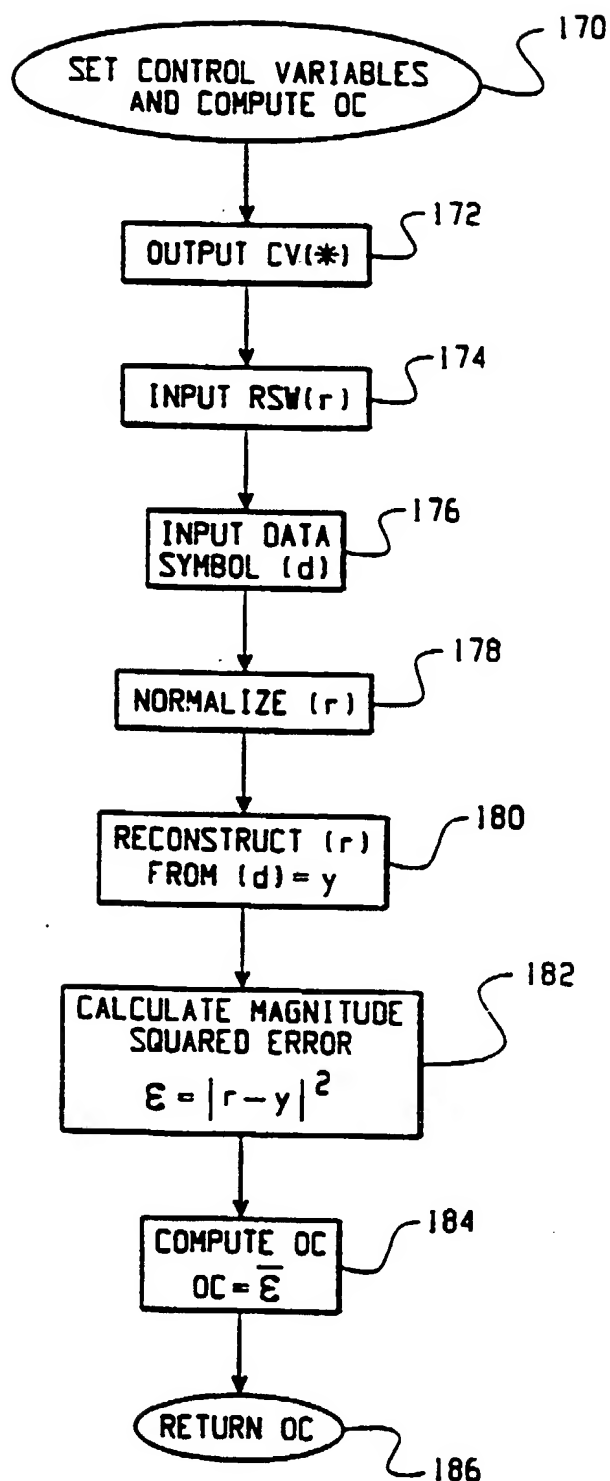 170
SET CONTROL VARIABLES
AND COMPUTE OC
172
OUTPUT CV(*)
174
INPUT RSW(r)
176
INPUT DATA
SYMBOL (d)
178
NORMALIZE (r)
180
RECONSTRUCT (r)
FROM (d) = y
182
CALCULATE MAGNITUDE
SQUARED ERROR
ε = |r - y|²
184
COMPUTE OC
OC = ε̅
RETURN OC
186